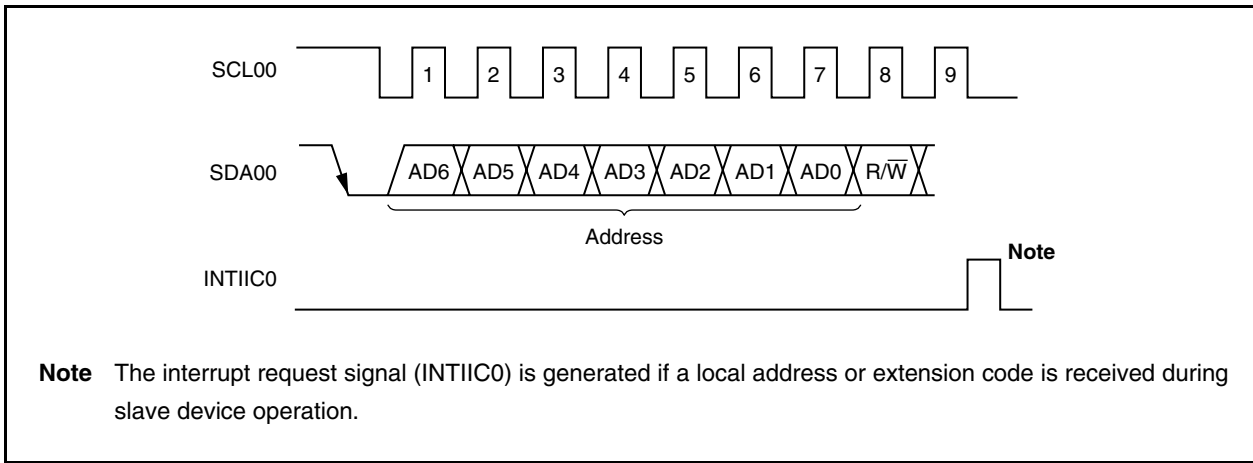 SCL00 1 2 3 4 5 6 7 8 9
SDA00 AD6 AD5 AD4 AD3 AD2 AD1 AD0 R/W̅
Address
Note
INTIIC0
Note The interrupt request signal (INTIIC0) is generated if a local address or extension code is received during
slave device operation.